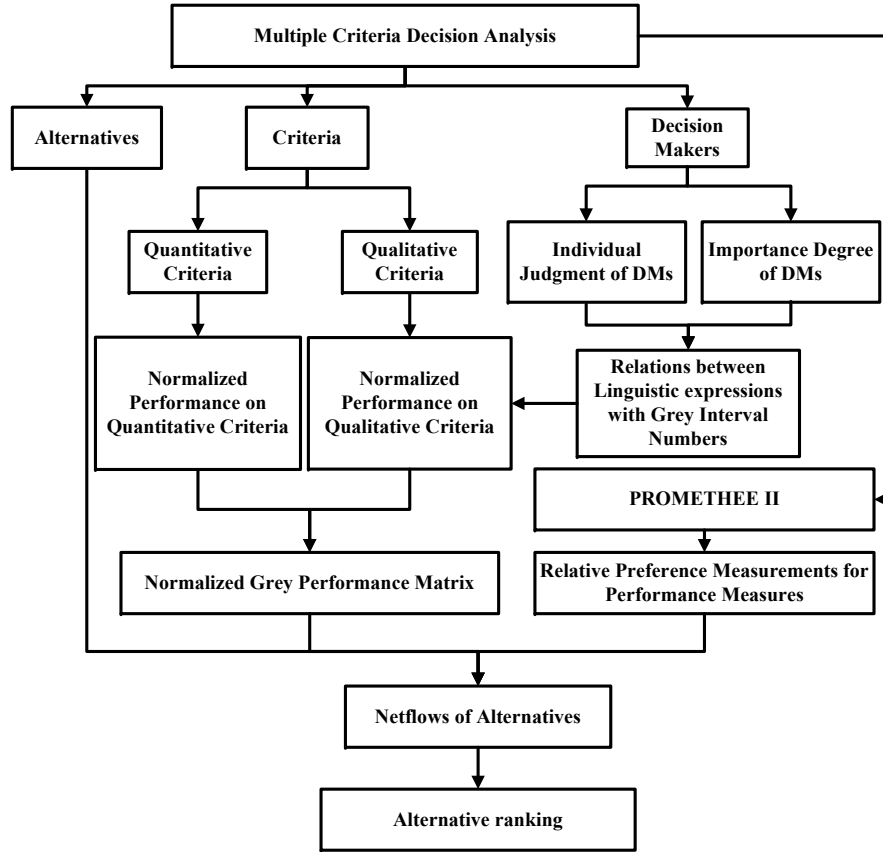 Multiple Criteria Decision Analysis
Alternatives
Criteria
Decision
Makers
Quantitative
Criteria
Qualitative
Criteria
Individual
Judgment of DMs
Importance Degree
of DMs
Normalized
Performance on
Quantitative Criteria
Normalized
Performance on
Qualitative Criteria
Relations between
Linguistic expressions
with Grey Interval
Numbers
PROMETHEE II
Normalized Grey Performance Matrix
Relative Preference Measurements for
Performance Measures
Netflows of Alternatives
Alternative ranking